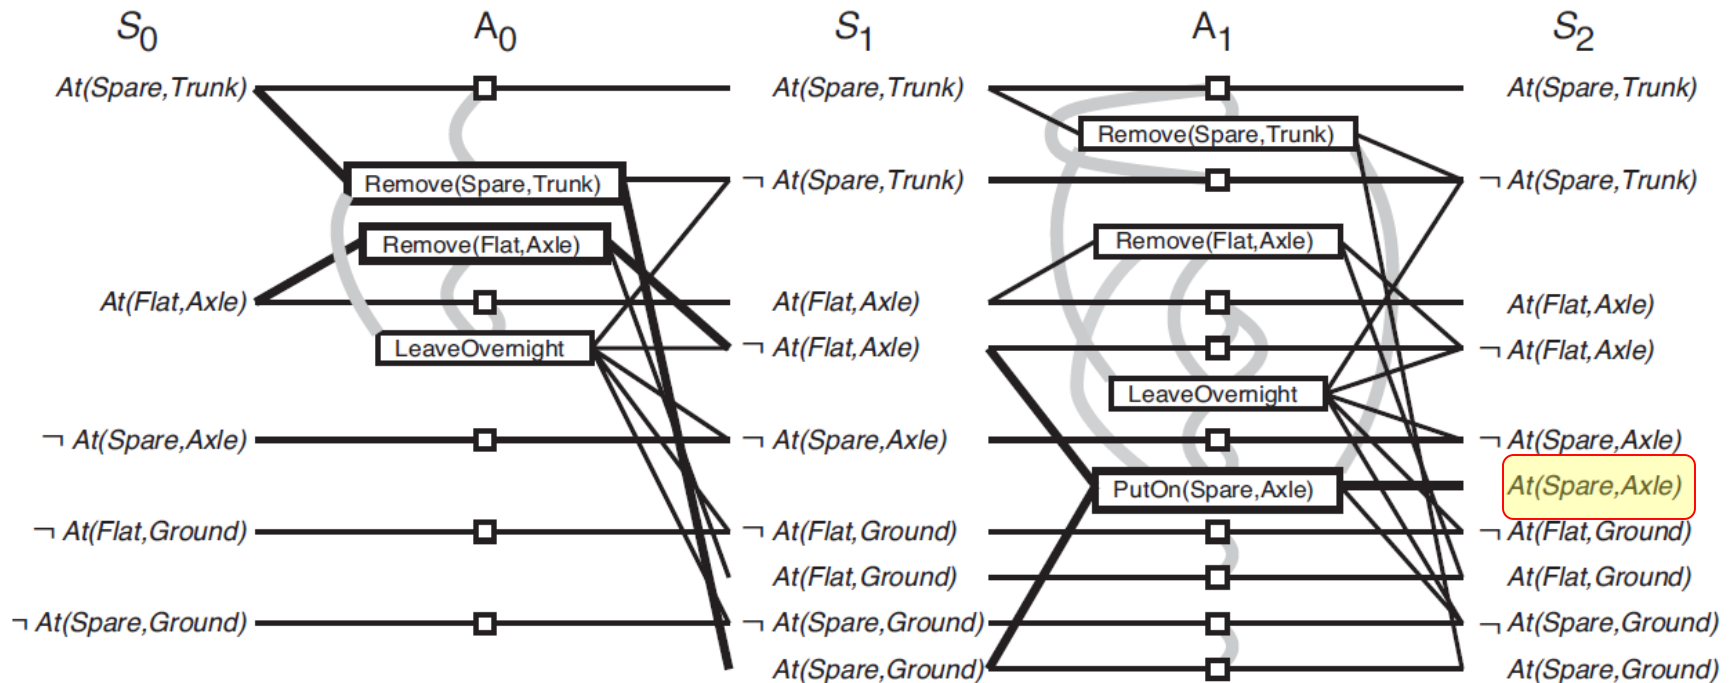 S0 A0 S1 A1 S2
At(Spare,Trunk) At(Spare,Trunk) At(Spare,Trunk)
Remove(Spare,Trunk)
Remove(Spare,Trunk) ¬ At(Spare,Trunk) ¬ At(Spare,Trunk)
Remove(Flat,Axle) Remove(Flat,Axle)
At(Flat,Axle) At(Flat,Axle) At(Flat,Axle)
LeaveOvernight ¬ At(Flat,Axle) ¬ At(Flat,Axle)
LeaveOvernight
¬ At(Spare,Axle) ¬ At(Spare,Axle) ¬ At(Spare,Axle)
PutOn(Spare,Axle) At(Spare,Axle)
¬ At(Flat,Ground) ¬ At(Flat,Ground) ¬ At(Flat,Ground)
At(Flat,Ground) At(Flat,Ground)
¬ At(Spare,Ground) ¬ At(Spare,Ground) ¬ At(Spare,Ground)
At(Spare,Ground) At(Spare,Ground)